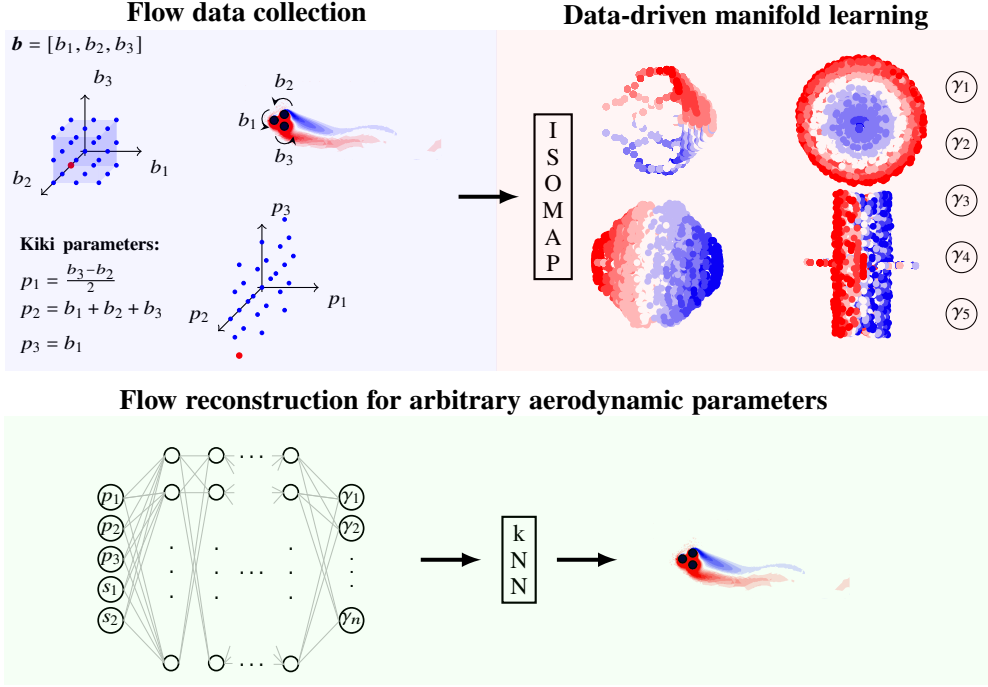 Flow data collection
b = [b₁, b₂, b₃]
b₃
b₁
b₂
b₂
b₁
b₃
Kiki parameters:
p₁ = (b₃−b₂)/2
p₂ = b₁ + b₂ + b₃
p₃ = b₁
p₃
p₁
p₂
Data-driven manifold learning
I
S
O
M
A
P
γ₁
γ₂
γ₃
γ₄
γ₅
Flow reconstruction for arbitrary aerodynamic parameters
p₁
p₂
p₃
s₁
s₂
γ₁
γ₂
γₙ
k
N
N